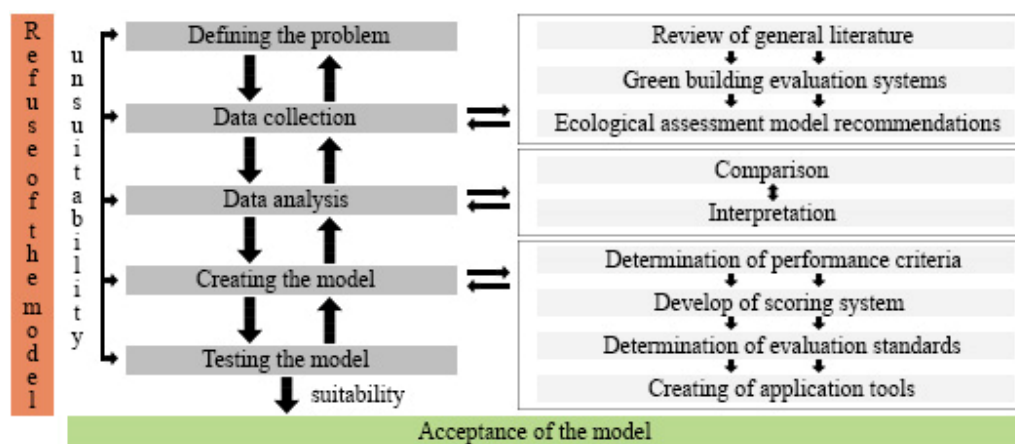 Refuse of the model
unsuitability
Defining the problem
Data collection
Data analysis
Creating the model
Testing the model
suitability
Review of general literature
Green building evaluation systems
Ecological assessment model recommendations
Comparison
Interpretation
Determination of performance criteria
Develop of scoring system
Determination of evaluation standards
Creating of application tools
Acceptance of the model